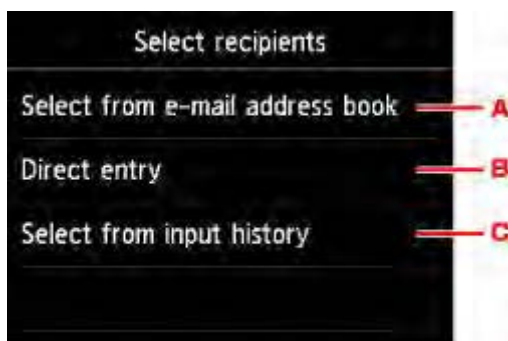 Select recipients
Select from e-mail address book A
Direct entry B
Select from input history C